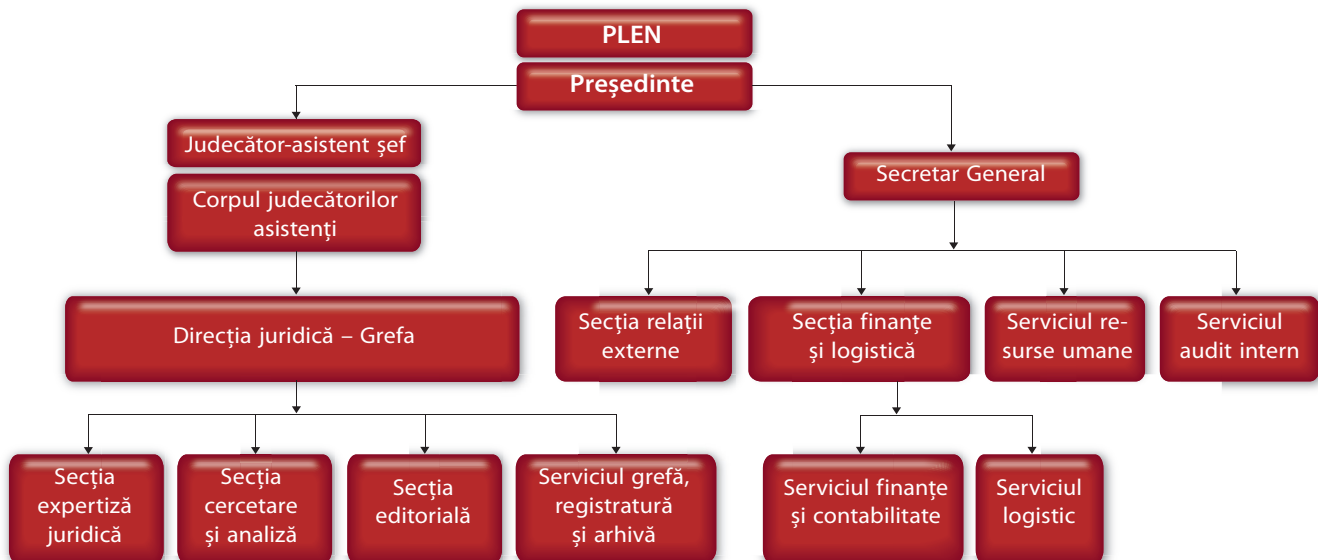 PLEN
Președinte
Judecător-asistent șef
Corpul judecătorilor
asistenți
Secretar General
Direcția juridică – Grefa
Secția relații
externe
Secția finanțe
și logistică
Serviciul re-
surse umane
Serviciul
audit intern
Secția
expertiză
juridică
Secția
cercetare
și analiză
Secția
editorială
Serviciul grefă,
registratură
și arhivă
Serviciul finanțe
și contabilitate
Serviciul
logistic